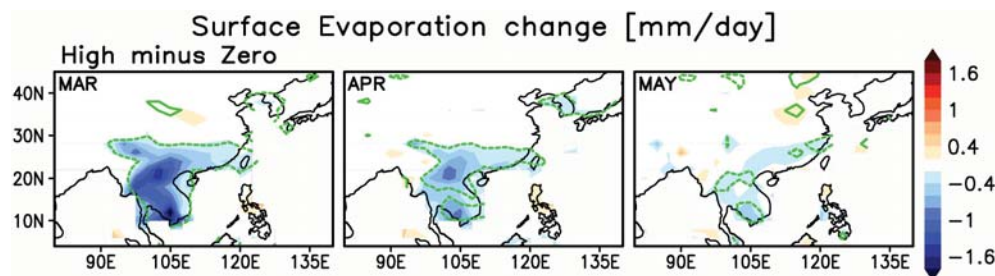 Surface Evaporation change [mm/day]
High minus Zero
MAR APR MAY
40N
30N
20N
10N
90E 105E 120E 135E 90E 105E 120E 135E 90E 105E 120E 135E
1.6
1
0.4
−0.4
−1
−1.6